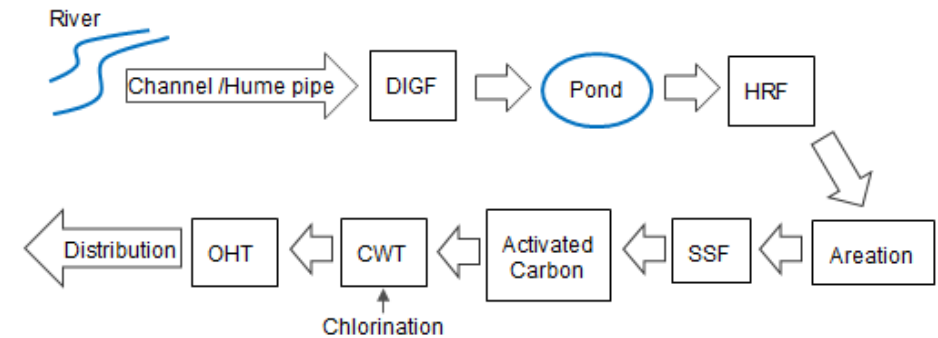 River
Channel /Hume pipe
DIGF
Pond
HRF
Areation
SSF
Activated
Carbon
CWT
Chlorination
OHT
Distribution